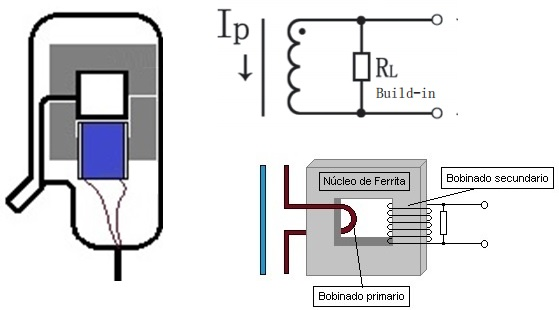 Ip
RL
Build-in
Bobinado secundario
Núcleo de Ferrita
Bobinado primario